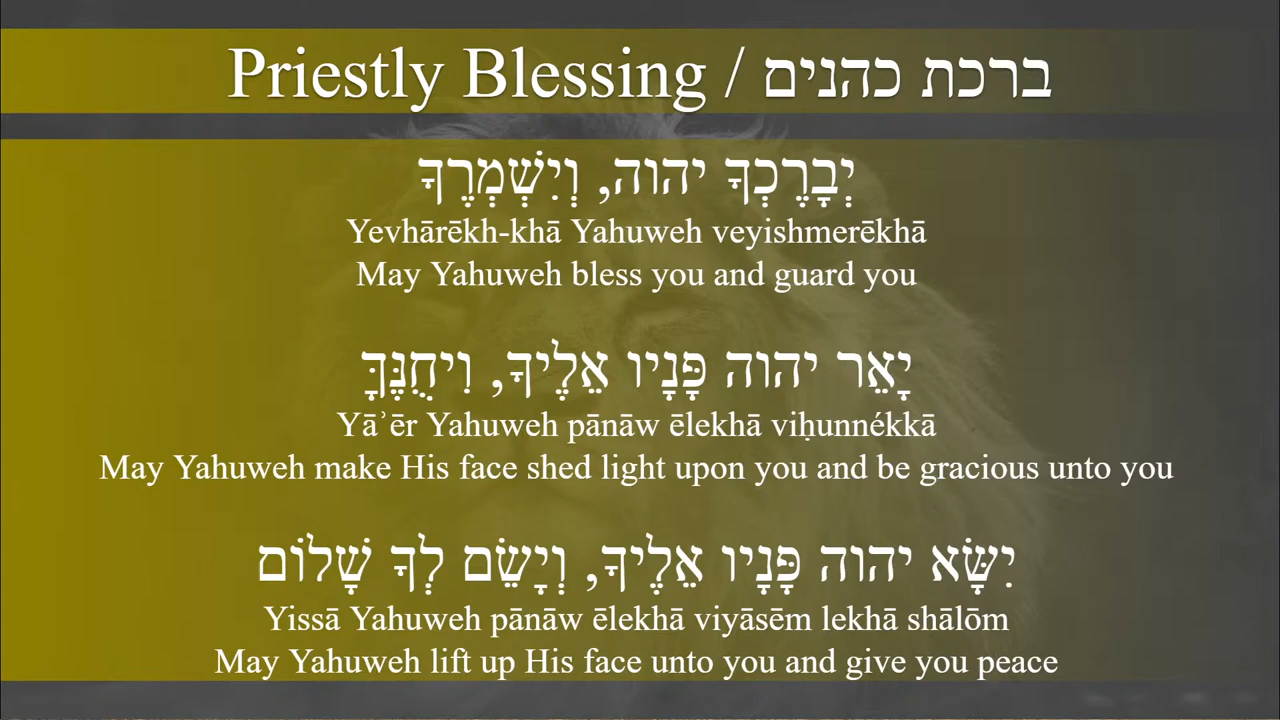 Priestly Blessing / ברכת כהנים
יְבָרֶכְךָ יהוה, וְיִשְׁמְרֶךָ
Yevhārēkh-khā Yahuweh veyishmerēkhā
May Yahuweh bless you and guard you
יָאֵר יהוה פָּנָיו אֵלֶיךָ, וִיחֻנֶּךָּ
Yāʾēr Yahuweh pānāw ēlekhā viḥunnékkā
May Yahuweh make His face shed light upon you and be gracious unto you
יִשָּׂא יהוה פָּנָיו אֵלֶיךָ, וְיָשֵׂם לְךָ שָׁלוֹם
Yissā Yahuweh pānāw ēlekhā viyāsēm lekhā shālōm
May Yahuweh lift up His face unto you and give you peace